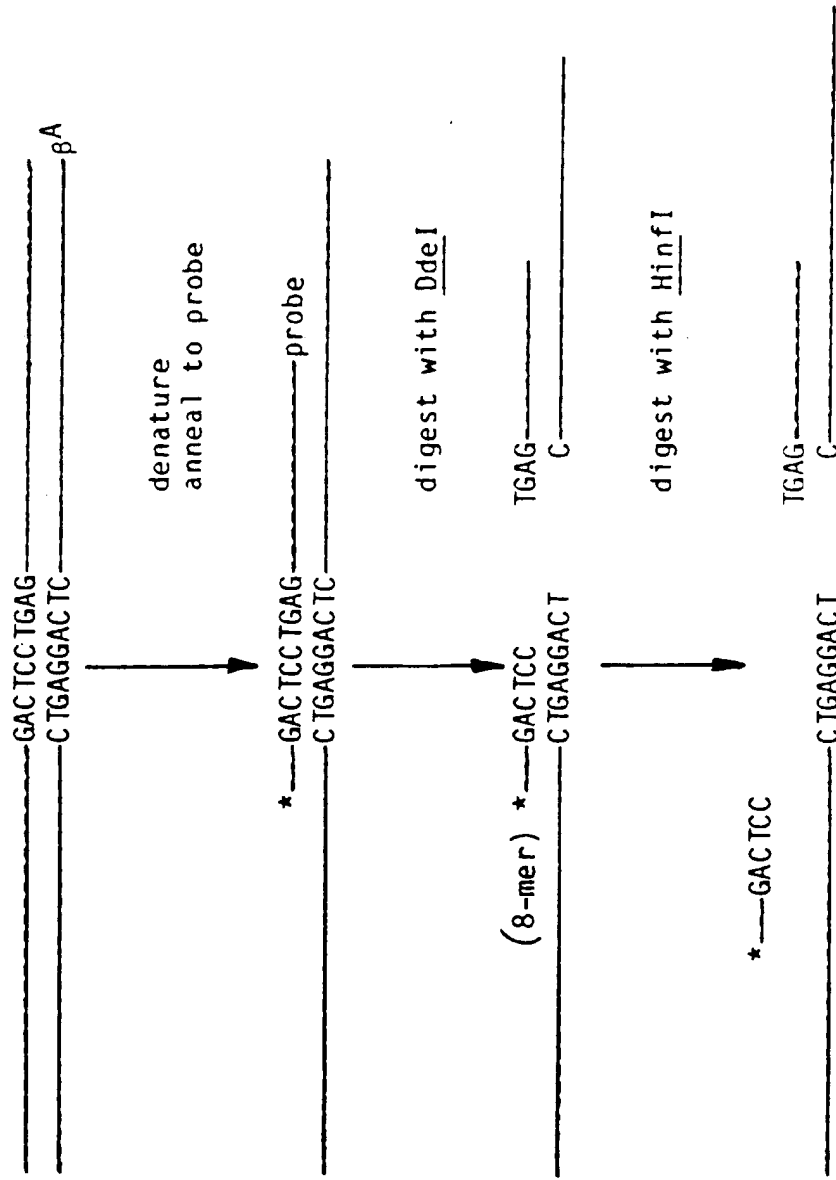 GACTCCTGAG
CTGAGGACTC βA
denature
anneal to probe
*—GACTCCTGAG—probe
CTGAGGACTC
digest with DdeI
(8-mer) *—GACTCC TGAG
CTGAGGACT C
digest with HinfI
*—GACTCC TGAG
CTGAGGACT C